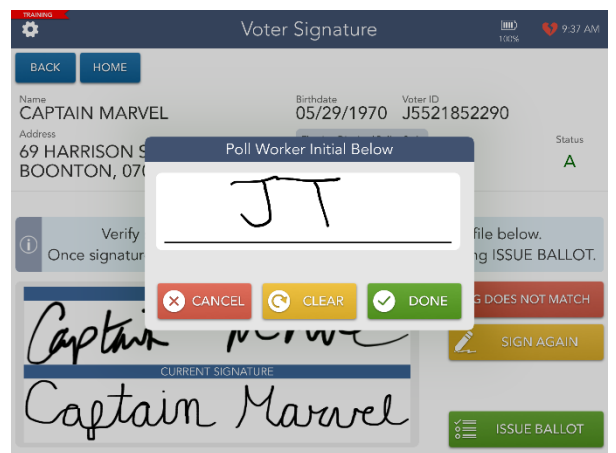 TRAINING
Voter Signature
100%
9:37 AM
BACK
HOME
Name
CAPTAIN MARVEL
Birthdate
05/29/1970
Voter ID
J5521852290
Address
69 HARRISON S
BOONTON, 070
Status
A
Poll Worker Initial Below
JT
CANCEL
CLEAR
DONE
Verify
file below.
Once signatur
ng ISSUE BALLOT.
G DOES NOT MATCH
SIGN AGAIN
Captain
CURRENT SIGNATURE
Captain Marvel
ISSUE BALLOT